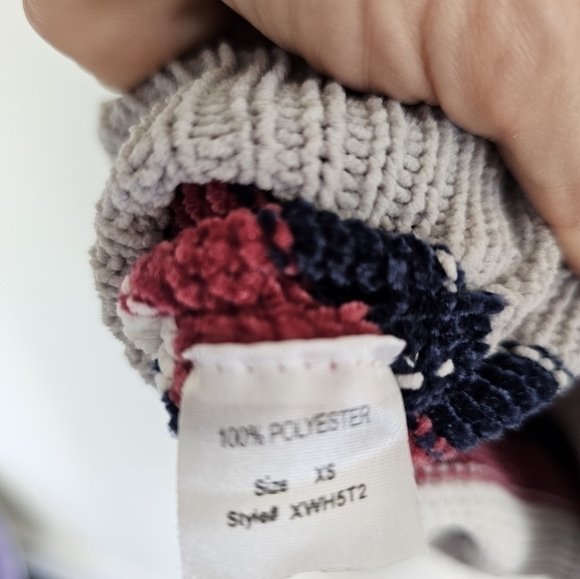 100% POLYESTER
Size XS
Style# XWH5T2